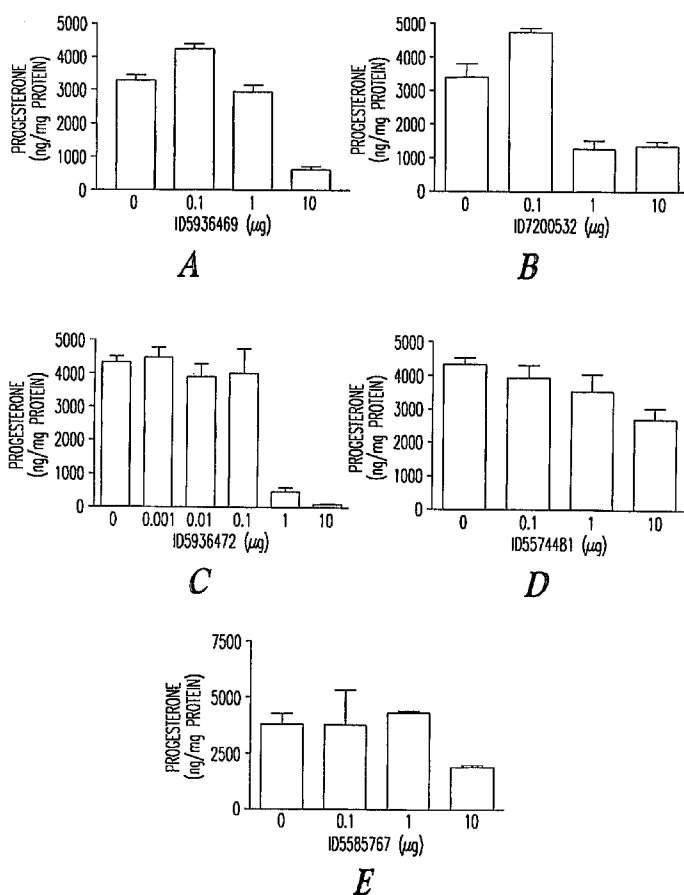 PROGESTERONE
(ng/mg PROTEIN)
5000
4000
3000
2000
1000
0
0 0.1 1 10
ID5936469 (μg)
A
PROGESTERONE
(ng/mg PROTEIN)
5000
4000
3000
2000
1000
0
0 0.1 1 10
ID7200532 (μg)
B
PROGESTERONE
(ng/mg PROTEIN)
5000
4000
3000
2000
1000
0
0 0.001 0.01 0.1 1 10
ID5936472 (μg)
C
PROGESTERONE
(ng/mg PROTEIN)
5000
4000
3000
2000
1000
0
0 0.1 1 10
ID5574481 (μg)
D
PROGESTERONE
(ng/mg PROTEIN)
7500
5000
2500
0
0 0.1 1 10
ID5585767 (μg)
E